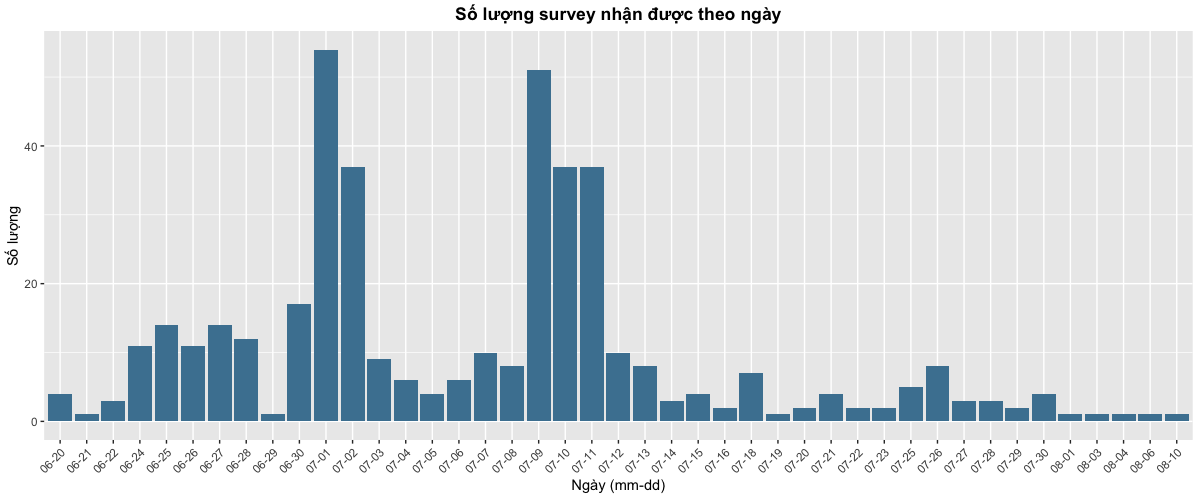 Số lượng survey nhận được theo ngày
Số lượng
40
20
0
06-20 06-21 06-22 06-24 06-25 06-26 06-27 06-28 06-29 06-30 07-01 07-02 07-03 07-04 07-05 07-06 07-07 07-08 07-09 07-10 07-11 07-12 07-13 07-14 07-15 07-16 07-18 07-19 07-20 07-21 07-22 07-23 07-25 07-26 07-27 07-28 07-29 07-30 08-01 08-03 08-04 08-06 08-10
Ngày (mm-dd)